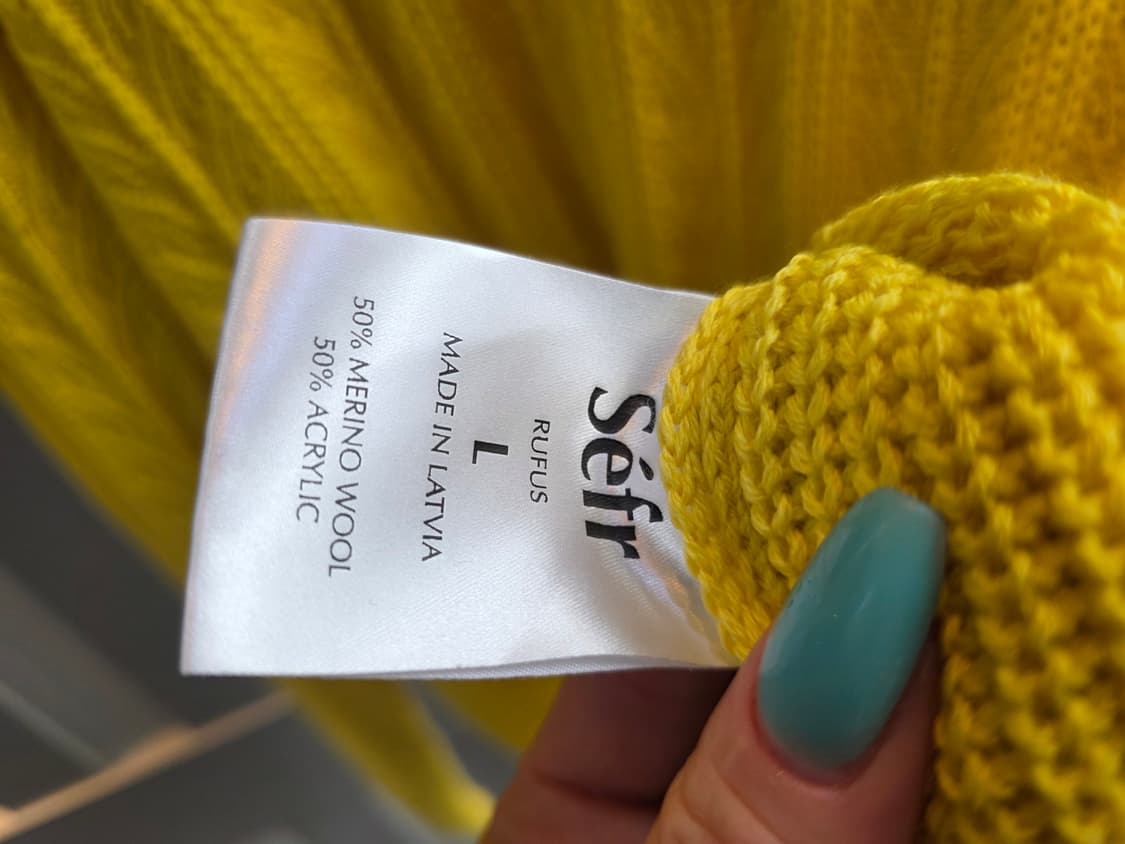 Séfr
RUFUS
L
MADE IN LATVIA
50% MERINO WOOL
50% ACRYLIC